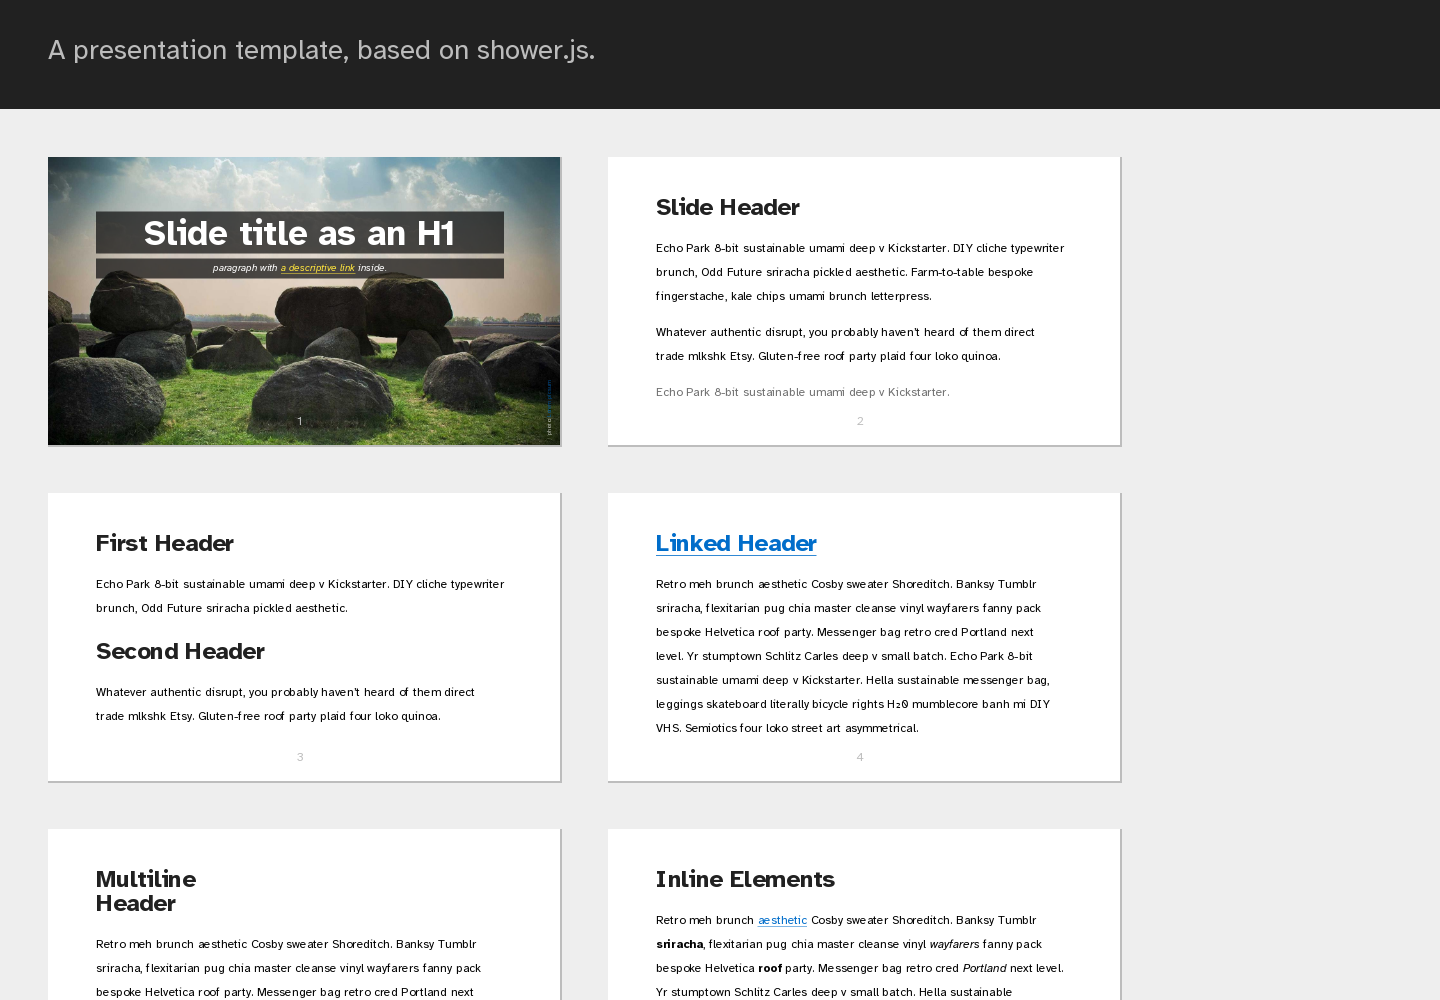 A presentation template, based on shower.js.
Slide title as an H1
paragraph with a descriptive link inside.
photo
1
Slide Header
Echo Park 8-bit sustainable umami deep v Kickstarter. DIY cliche typewriter
brunch, Odd Future sriracha pickled aesthetic. Farm-to-table bespoke
fingerstache, kale chips umami brunch letterpress.
Whatever authentic disrupt, you probably haven't heard of them direct
trade mlkshk Etsy. Gluten-free roof party plaid four loko quinoa.
Echo Park 8-bit sustainable umami deep v Kickstarter.
2
First Header
Echo Park 8-bit sustainable umami deep v Kickstarter. DIY cliche typewriter
brunch, Odd Future sriracha pickled aesthetic.
Second Header
Whatever authentic disrupt, you probably haven't heard of them direct
trade mlkshk Etsy. Gluten-free roof party plaid four loko quinoa.
3
Linked Header
Retro meh brunch aesthetic Cosby sweater Shoreditch. Banksy Tumblr
sriracha, flexitarian pug chia master cleanse vinyl wayfarers fanny pack
bespoke Helvetica roof party. Messenger bag retro cred Portland next
level. Yr stumptown Schlitz Carles deep v small batch. Echo Park 8-bit
sustainable umami deep v Kickstarter. Hella sustainable messenger bag,
leggings skateboard literally bicycle rights H₂0 mumblecore banh mi DIY
VHS. Semiotics four loko street art asymmetrical.
4
Multiline
Header
Retro meh brunch aesthetic Cosby sweater Shoreditch. Banksy Tumblr
sriracha, flexitarian pug chia master cleanse vinyl wayfarers fanny pack
bespoke Helvetica roof party. Messenger bag retro cred Portland next
Inline Elements
Retro meh brunch aesthetic Cosby sweater Shoreditch. Banksy Tumblr
sriracha, flexitarian pug chia master cleanse vinyl wayfarers fanny pack
bespoke Helvetica roof party. Messenger bag retro cred Portland next level.
Yr stumptown Schlitz Carles deep v small batch. Hella sustainable